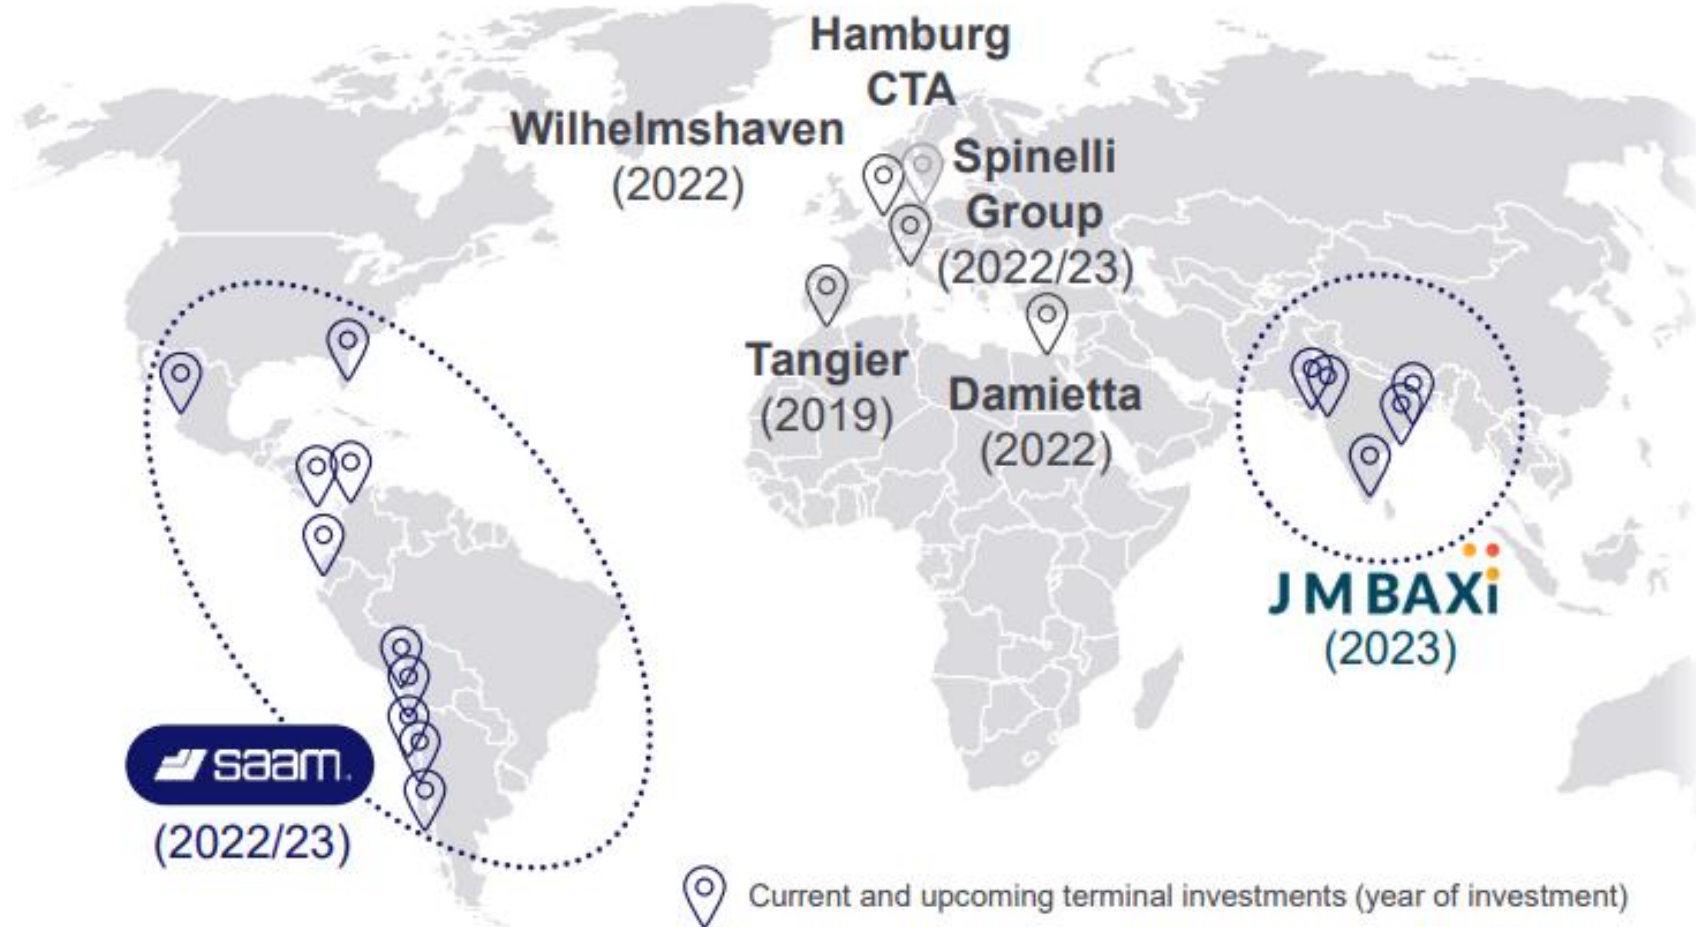 Hamburg
CTA
Wilhelmshaven
(2022)
Spinelli
Group
(2022/23)
Tangier
(2019)
Damietta
(2022)
JMBAXi
(2023)
saam.
(2022/23)
Current and upcoming terminal investments (year of investment)